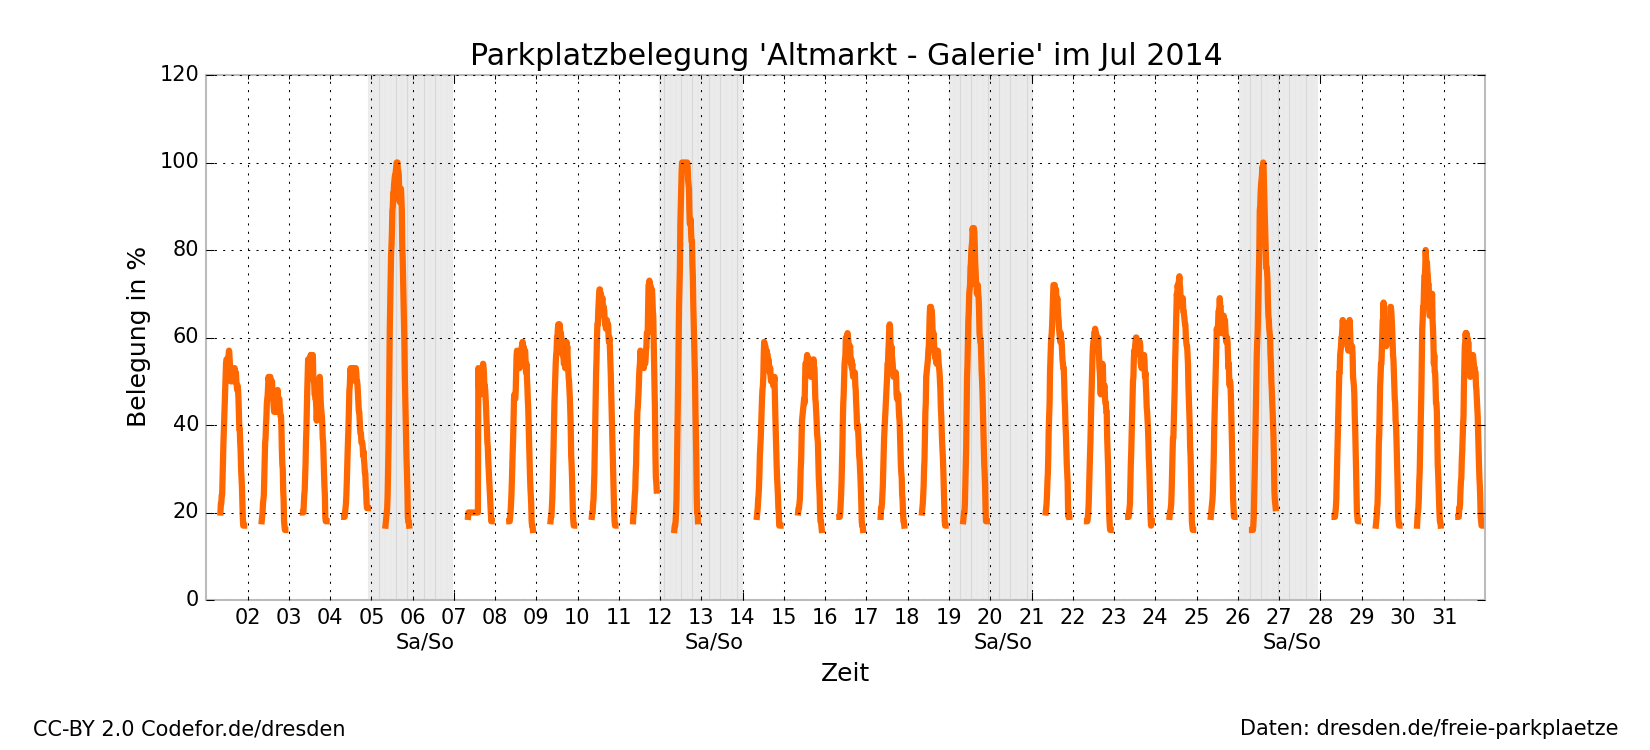 Parkplatzbelegung 'Altmarkt - Galerie' im Jul 2014
120
100
80
60
40
20
0
Belegung in %
02 03 04 05 06 07 08 09 10 11 12 13 14 15 16 17 18 19 20 21 22 23 24 25 26 27 28 29 30 31
Sa/So Sa/So Sa/So Sa/So
Zeit
CC-BY 2.0 Codefor.de/dresden
Daten: dresden.de/freie-parkplaetze